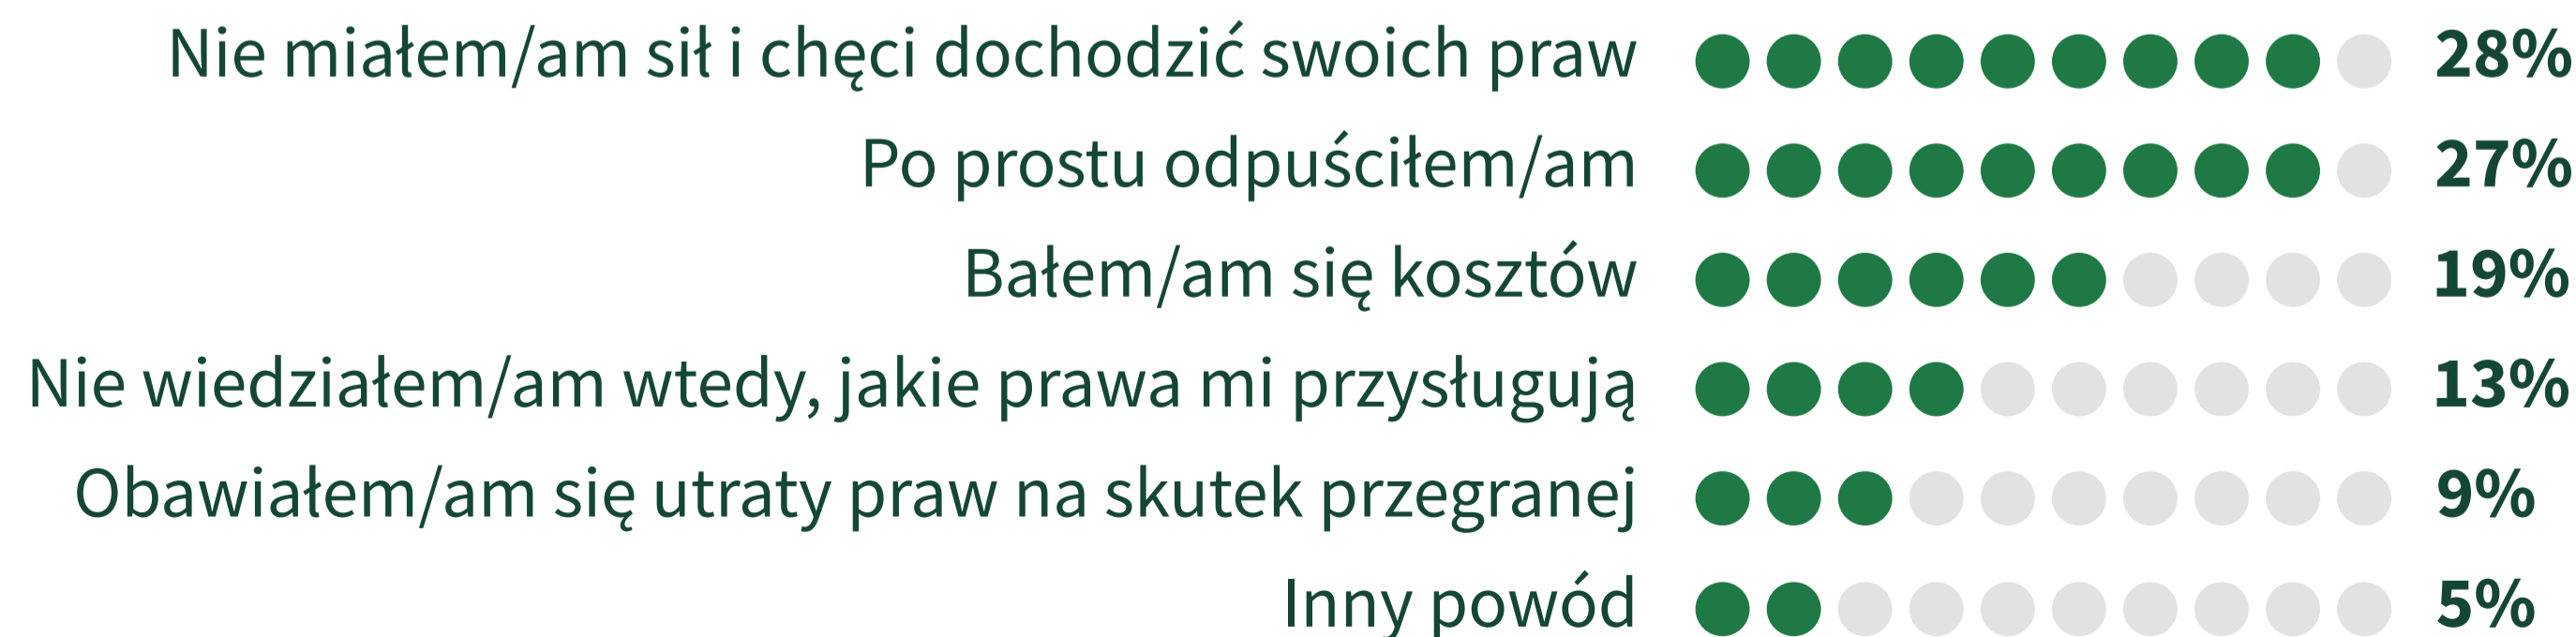 Nie miałem/am sił i chęci dochodzić swoich praw 28%
Po prostu odpuściłem/am 27%
Bałem/am się kosztów 19%
Nie wiedziałem/am wtedy, jakie prawa mi przysługują 13%
Obawiałem/am się utraty praw na skutek przegranej 9%
Inny powód 5%